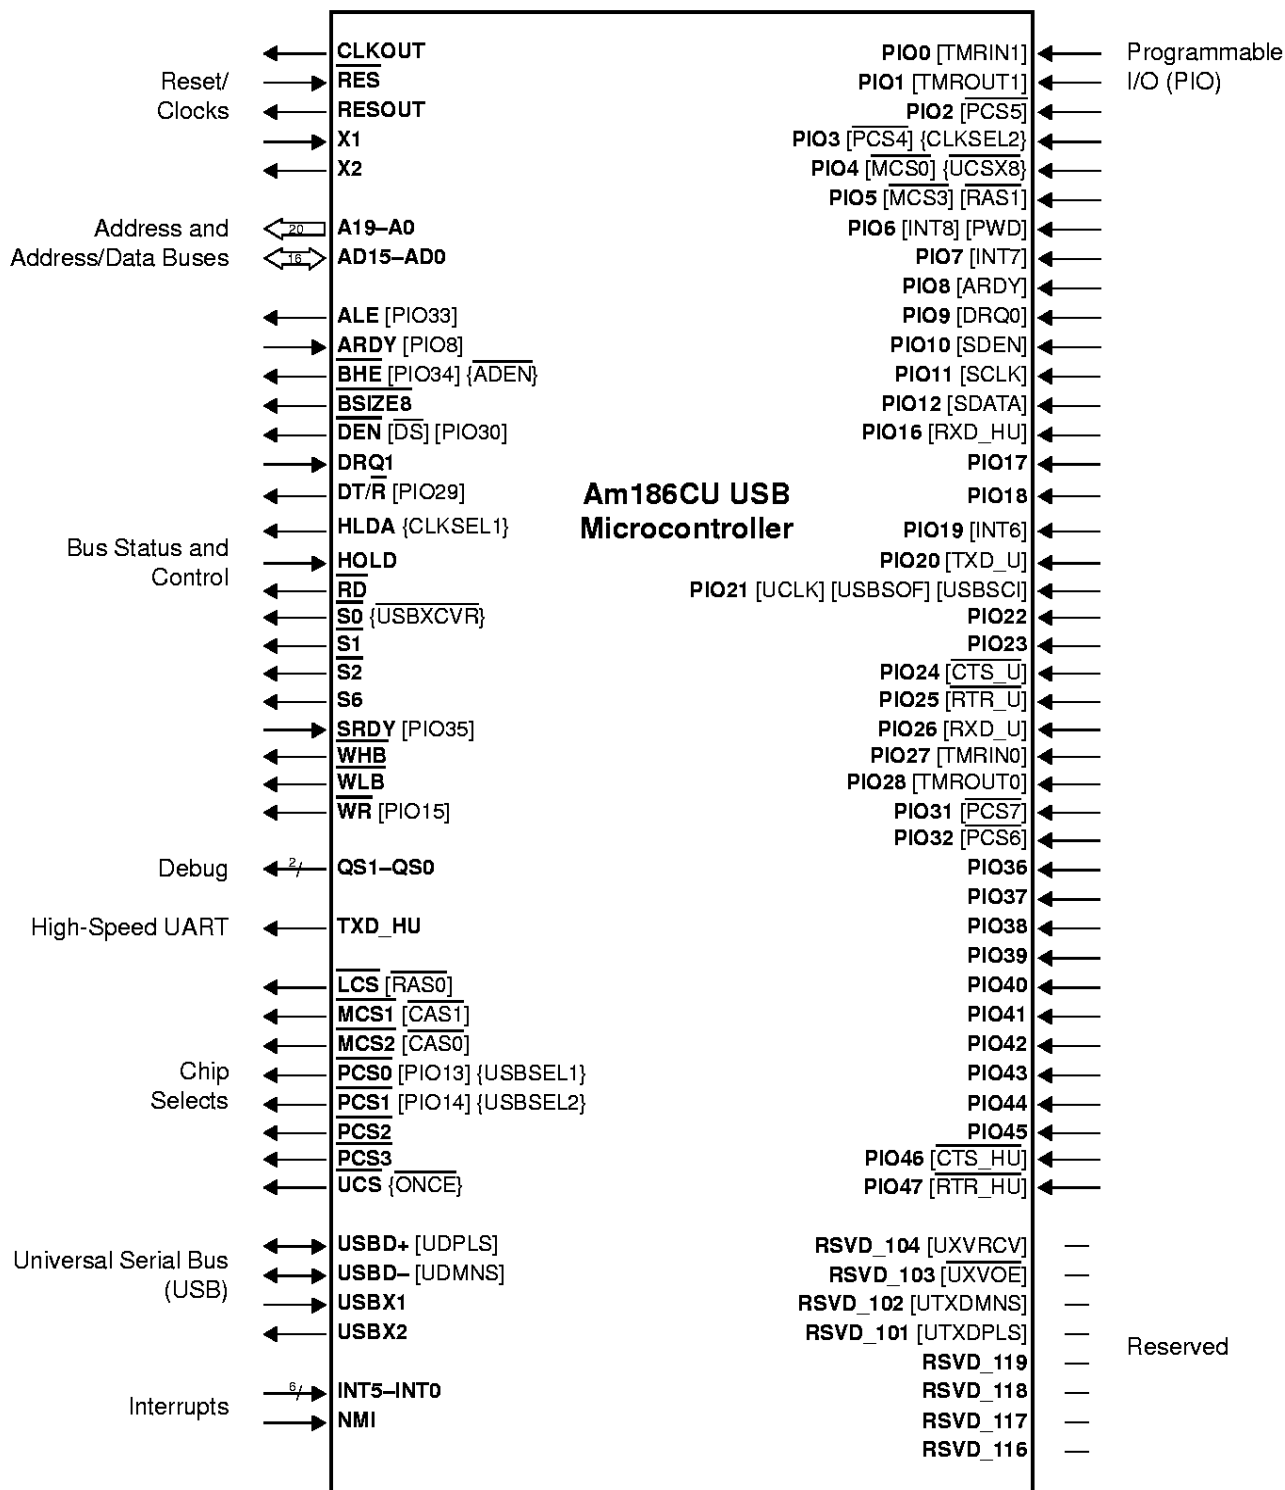 CLKOUT
Reset/
Clocks
RES
RESOUT
X1
X2
Address and
Address/Data Buses
20
A19–A0
16
AD15–AD0
Bus Status and
Control
ALE [PIO33]
ARDY [PIO8]
BHE [PIO34] {ADEN}
BSIZE8
DEN [DS] [PIO30]
DRQ1
DT/R [PIO29]
HLDA {CLKSEL1}
HOLD
RD
S0 {USBXCVR}
S1
S2
S6
SRDY [PIO35]
WHB
WLB
WR [PIO15]
Debug
2/
QS1–QS0
High-Speed UART
TXD_HU
Chip
Selects
LCS [RAS0]
MCS1 [CAS1]
MCS2 [CAS0]
PCS0 [PIO13] {USBSEL1}
PCS1 [PIO14] {USBSEL2}
PCS2
PCS3
UCS {ONCE}
Universal Serial Bus
(USB)
USBD+ [UDPLS]
USBD– [UDMNS]
USBX1
USBX2
Interrupts
6/
INT5–INT0
NMI
Am186CU USB
Microcontroller
Programmable
I/O (PIO)
PIO0 [TMRIN1]
PIO1 [TMROUT1]
PIO2 [PCS5]
PIO3 [PCS4] {CLKSEL2}
PIO4 [MCS0] {UCSX8}
PIO5 [MCS3] [RAS1]
PIO6 [INT8] [PWD]
PIO7 [INT7]
PIO8 [ARDY]
PIO9 [DRQ0]
PIO10 [SDEN]
PIO11 [SCLK]
PIO12 [SDATA]
PIO16 [RXD_HU]
PIO17
PIO18
PIO19 [INT6]
PIO20 [TXD_U]
PIO21 [UCLK] [USBSOF] [USBSCI]
PIO22
PIO23
PIO24 [CTS_U]
PIO25 [RTR_U]
PIO26 [RXD_U]
PIO27 [TMRIN0]
PIO28 [TMROUT0]
PIO31 [PCS7]
PIO32 [PCS6]
PIO36
PIO37
PIO38
PIO39
PIO40
PIO41
PIO42
PIO43
PIO44
PIO45
PIO46 [CTS_HU]
PIO47 [RTR_HU]
RSVD_104 [UXVRCV]
RSVD_103 [UXVOE]
RSVD_102 [UTXDMNS]
RSVD_101 [UTXDPLS]
RSVD_119
RSVD_118
RSVD_117
RSVD_116
Reserved